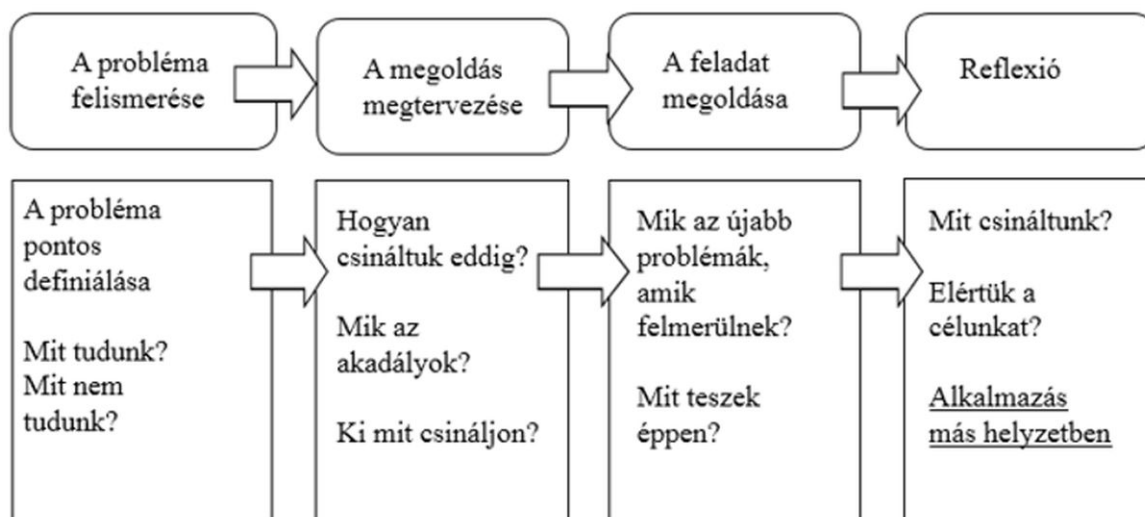 A probléma
felismerése
A megoldás
megtervezése
A feladat
megoldása
Reflexió
A probléma
pontos
definiálása
Mit tudunk?
Mit nem
tudunk?
Hogyan
csináltuk eddig?
Mik az
akadályok?
Ki mit csináljon?
Mik az újabb
problémák,
amik
felmerülnek?
Mit teszek
éppen?
Mit csináltunk?
Elértük a
célunkat?
Alkalmazás
más helyzetben